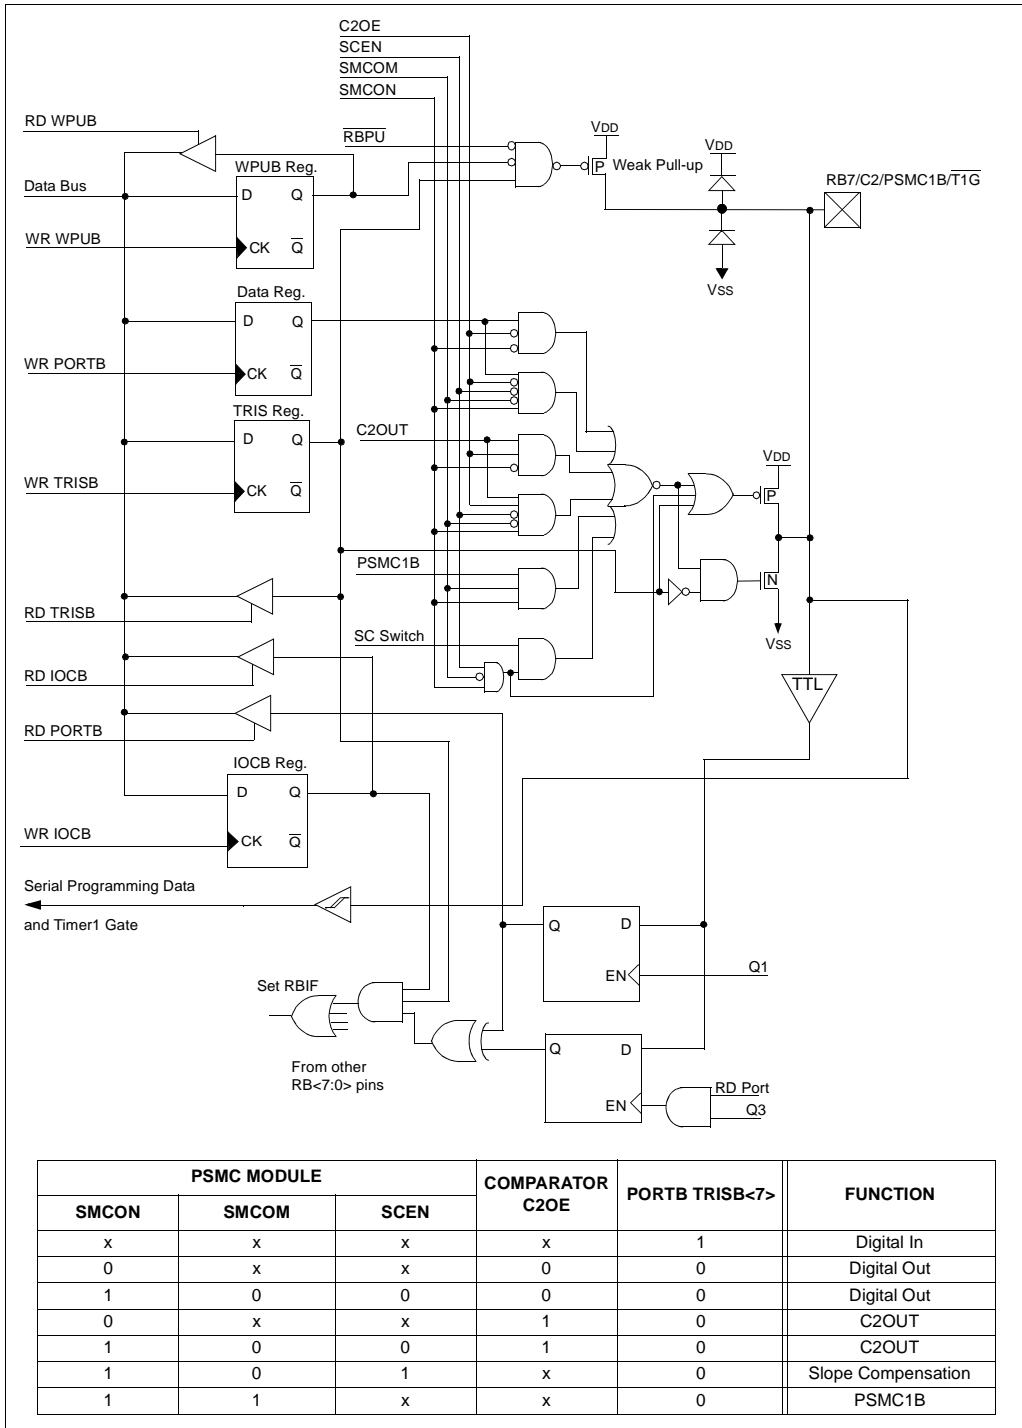 C2OE
SCEN
SMCOM
SMCON
RD WPUB
RBPU
VDD
P
Weak Pull-up
VDD
RB7/C2/PSMC1B/T1G
WPUB Reg.
Data Bus
D Q
WR WPUB
CK Q
VSS
Data Reg.
D Q
WR PORTB
CK Q
TRIS Reg.
D Q
C2OUT
VDD
WR TRISB
CK Q
P
PSMC1B
N
RD TRISB
SC Switch
VSS
RD IOCB
TTL
RD PORTB
IOCB Reg.
D Q
WR IOCB
CK Q
Serial Programming Data
and Timer1 Gate
Q D
EN
Q1
Set RBIF
Q D
From other
RB<7:0> pins
RD Port
EN
Q3
PSMC MODULE COMPARATOR C2OE PORTB TRISB<7> FUNCTION
SMCON SMCOM SCEN
x x x x 1 Digital In
0 x x 0 0 Digital Out
1 0 0 0 0 Digital Out
0 x x 1 0 C2OUT
1 0 0 1 0 C2OUT
1 0 1 x 0 Slope Compensation
1 1 x x 0 PSMC1B